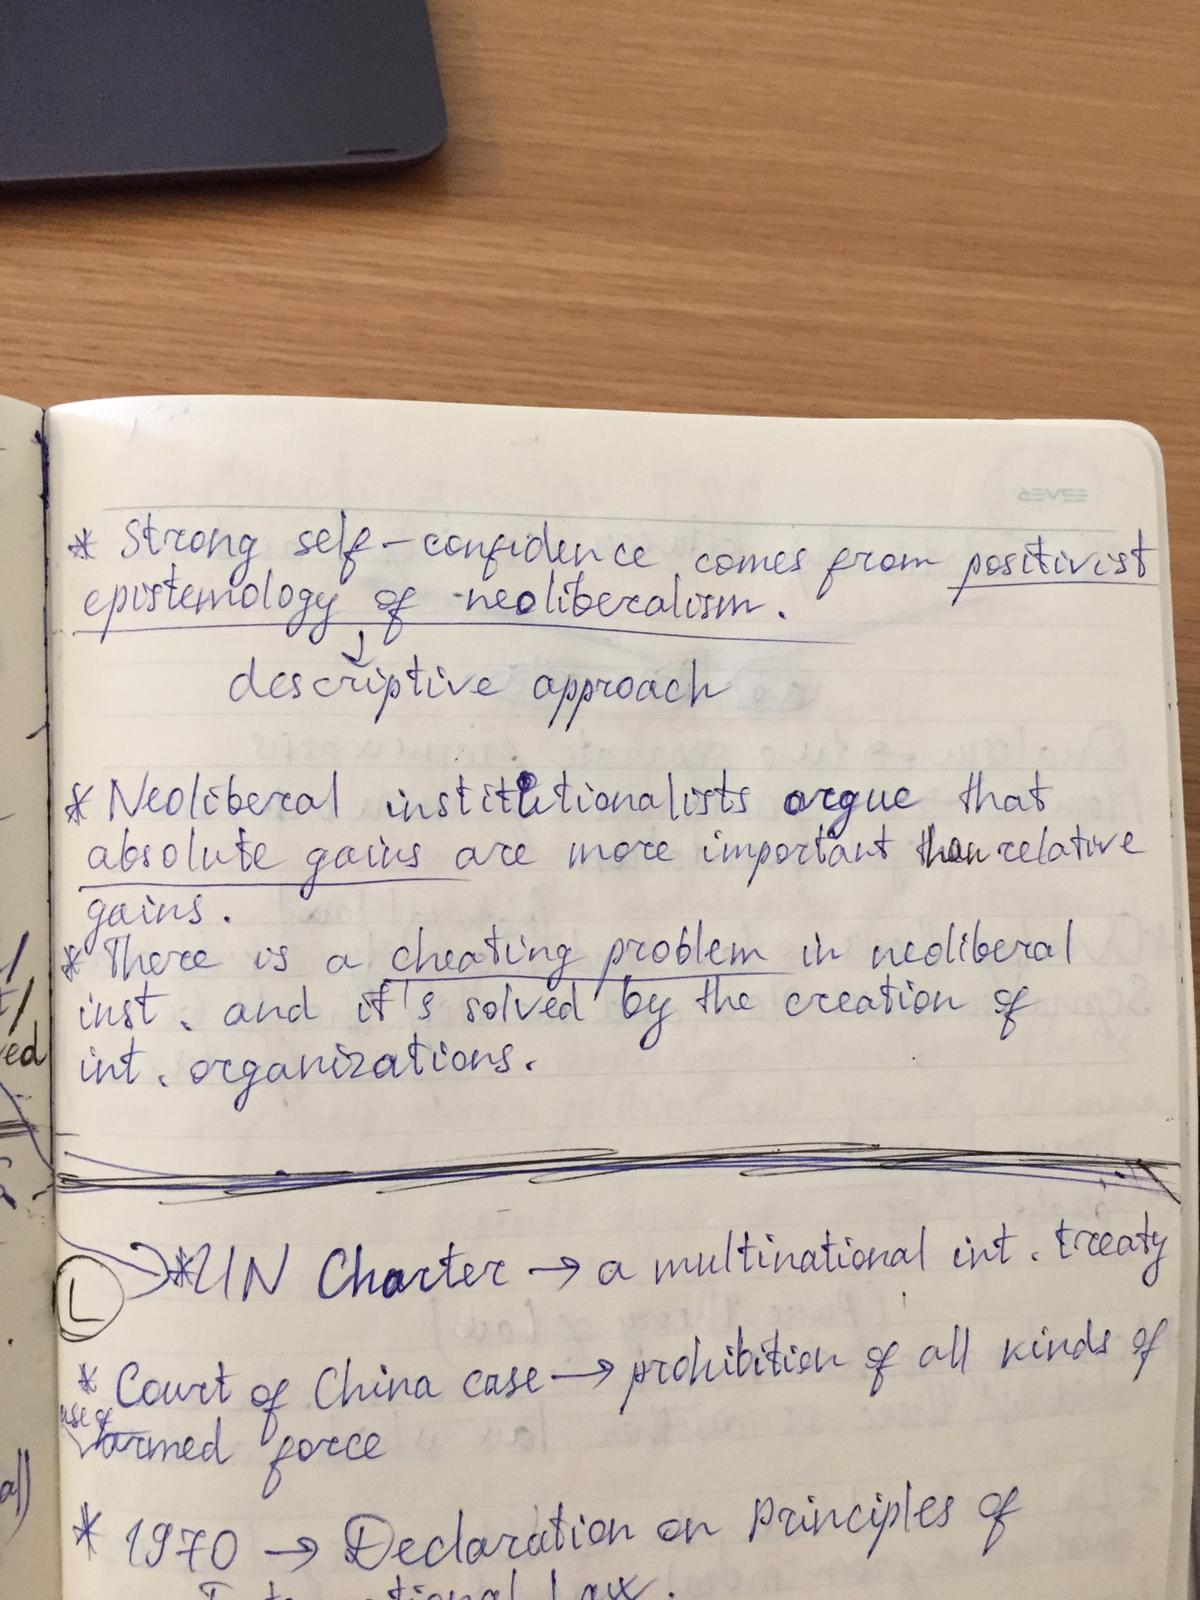 * Strong self-confidence comes from positivist
epistemology of neoliberalism.
↓
descriptive approach
* Neoliberal institutionalists argue that
absolute gains are more important than relative
gains.
* There is a cheating problem in neoliberal
inst. and it's solved by the creation of
int. organizations.
L
* UN Charter → a multinational int. treaty
* Court of China case → prohibition of all kinds of
use of
armed force
* 1970 → Declaration on Principles of
International Law.